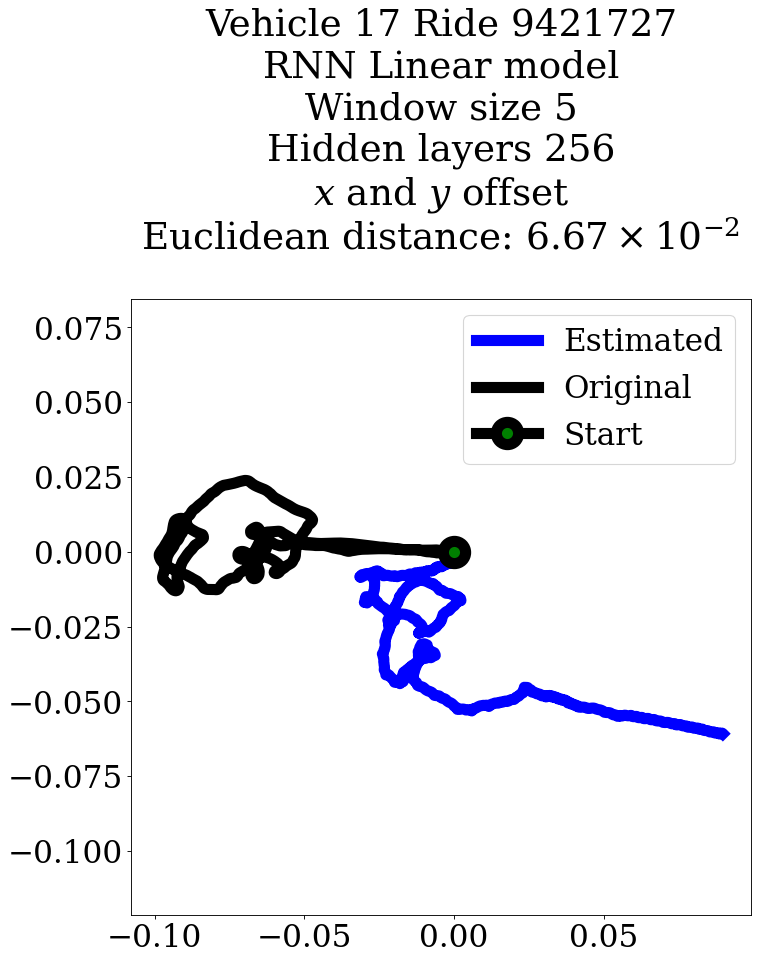 Vehicle 17 Ride 9421727
RNN Linear model
Window size 5
Hidden layers 256
x and y offset
Euclidean distance: 6.67 × 10⁻²
Estimated
Original
Start
0.075
0.050
0.025
0.000
−0.025
−0.050
−0.075
−0.100
−0.10
−0.05
0.00
0.05